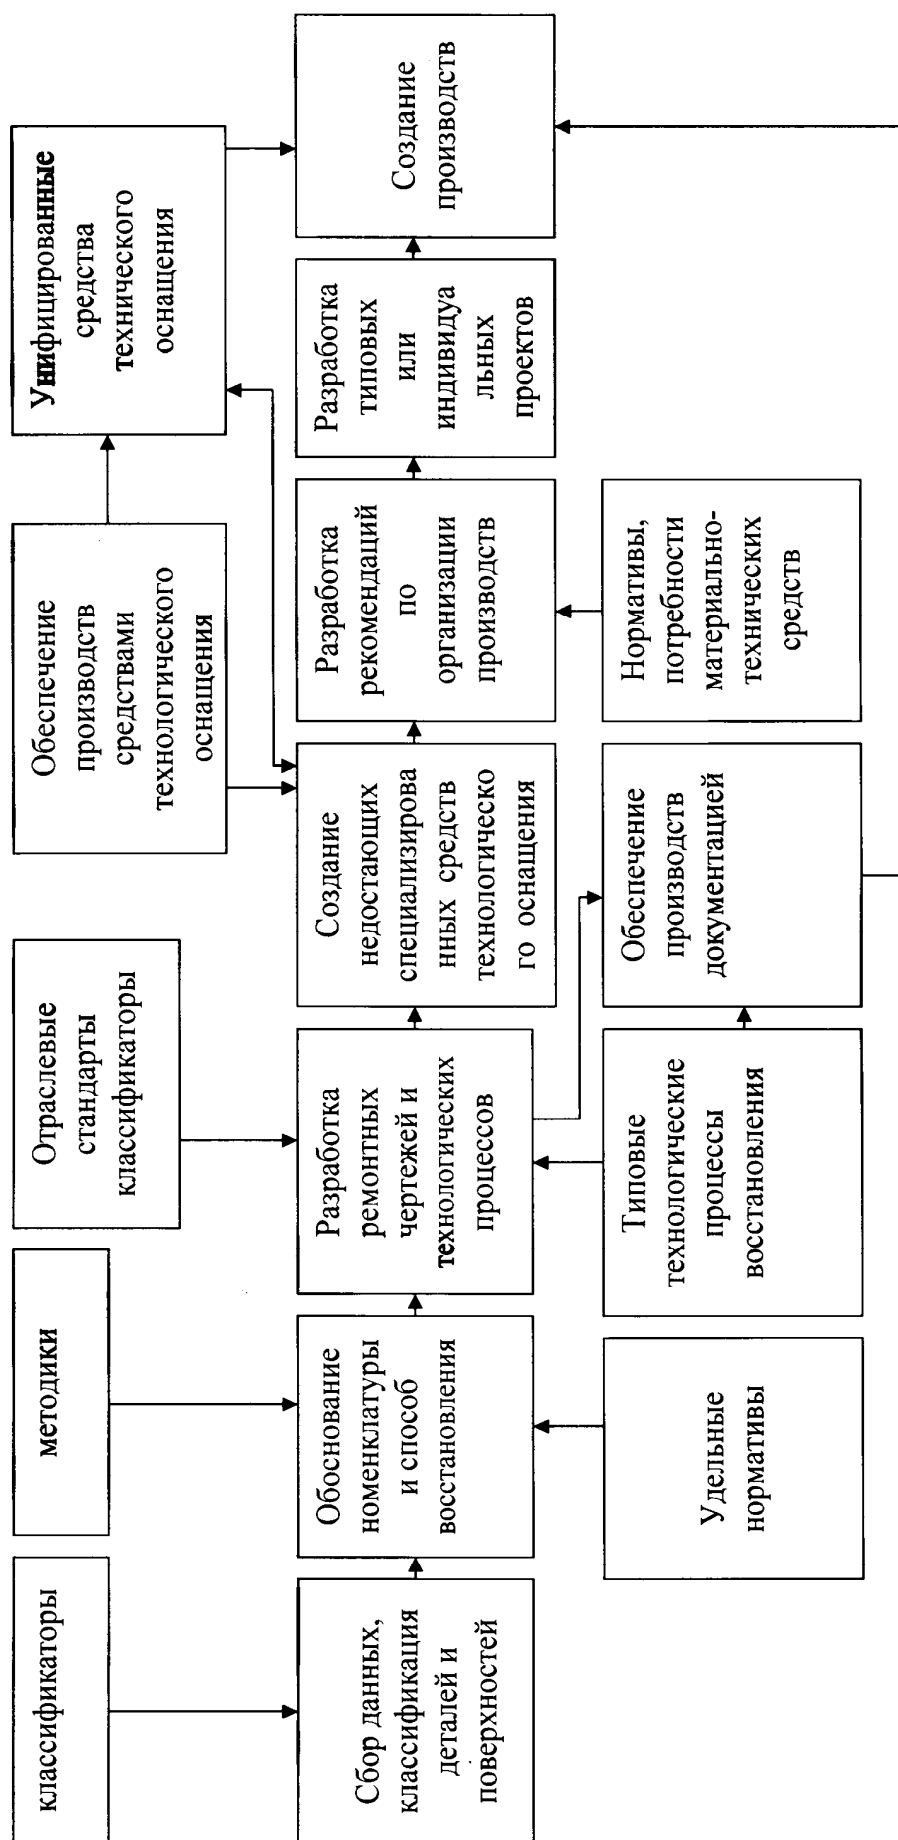 классификаторы
методики
Отраслевые
стандарты
классификаторы
Обеспечение
производств
средствами
технологического
оснащения
Унифицированные
средства
технического
оснащения
Сбор данных,
классификация
деталей и
поверхностей
Обоснование
номенклатуры
и способ
восстановления
Разработка
ремонтных
чертежей и
технологических
процессов
Создание
недостающих
специализирова
нных средств
технологическо
го оснащения
Разработка
рекомендаций
по
организации
производств
Разработка
типовых
или
индивидуа
льных
проектов
Создание
производств
Удельные
нормативы
Типовые
технологические
процессы
восстановления
Обеспечение
производств
документацией
Нормативы,
потребности
материально-
технических
средств